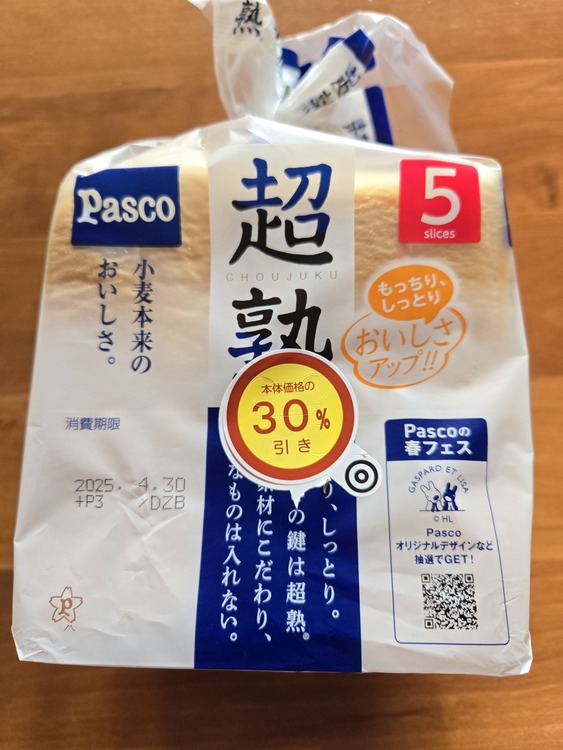 熟
超熟
Pasco
超
CHOUJUKU
熟
5
slices
小麦本来の
おいしさ。
もっちり、
しっとり
おいしさ
アップ!!
本体価格の
30%
引き
消費期限
2025. 4.30
+P3 /DZB
り、しっとり。
の鍵は超熟®
素材にこだわり、
なものは入れない。
Pascoの
春フェス
GASPARD ET LISA
© HL
Pasco
オリジナルデザインなど
抽選でGET!
P